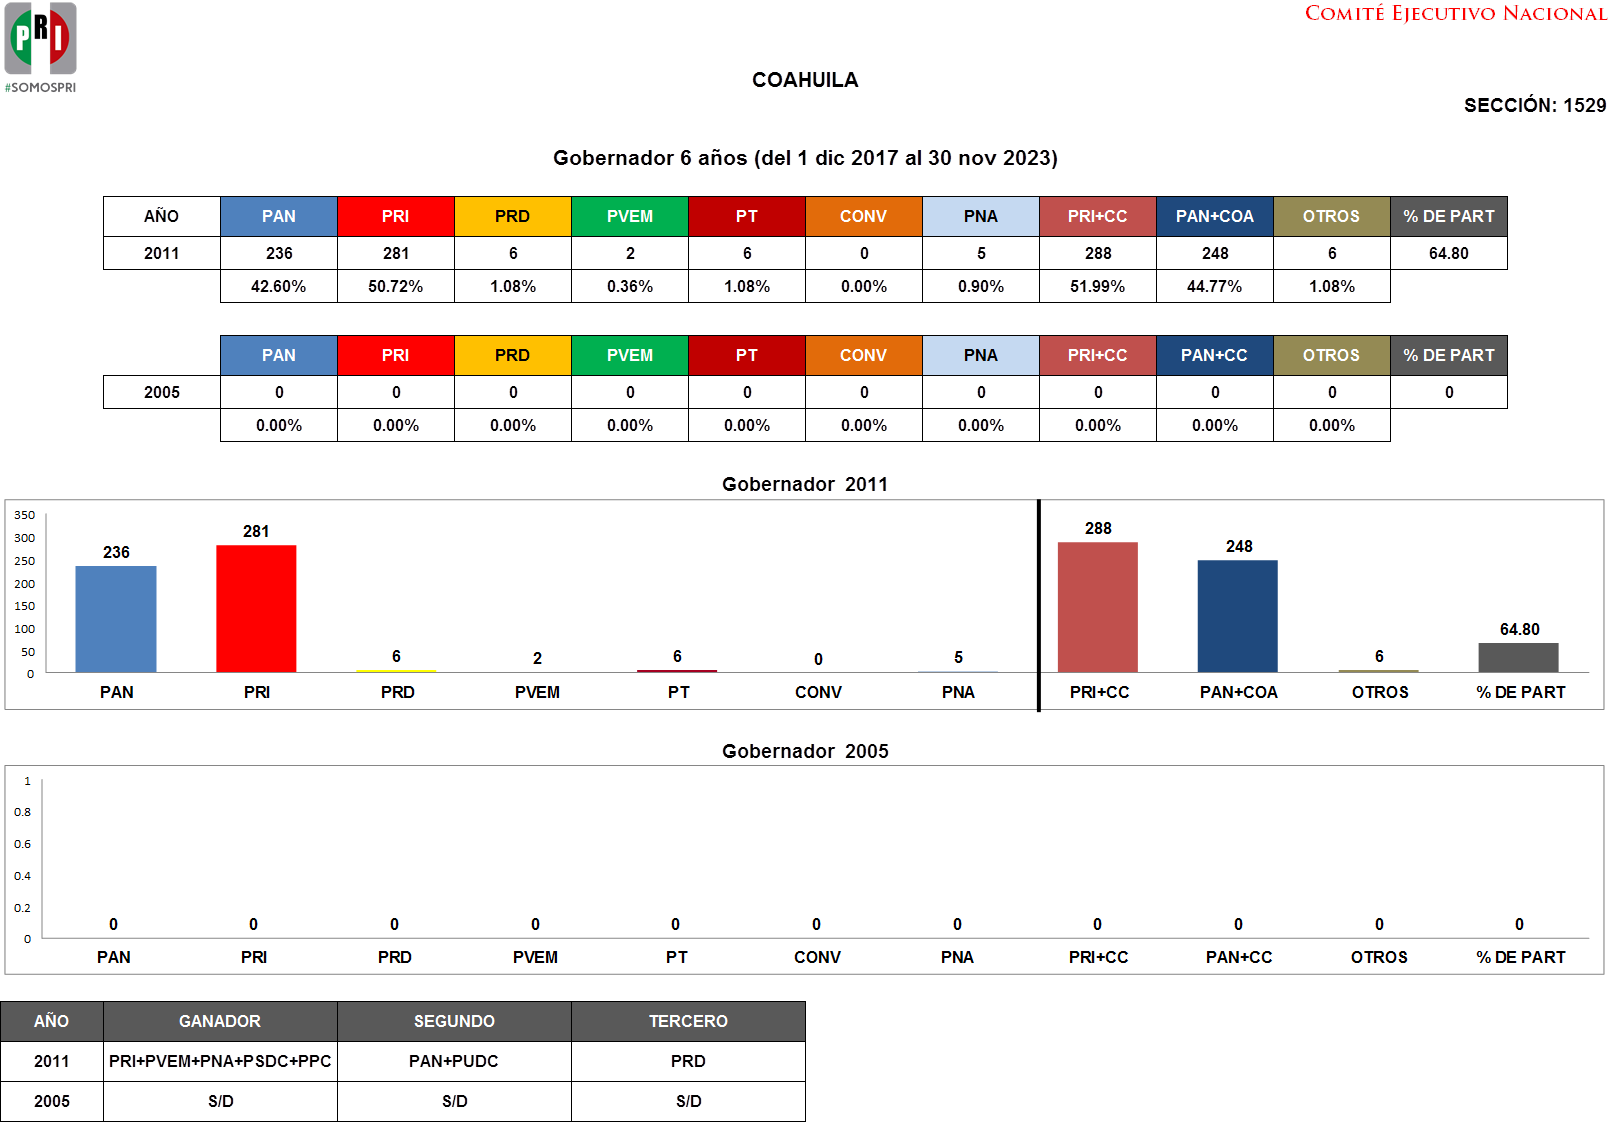 PRI
#SOMOSPRI
COMITÉ EJECUTIVO NACIONAL
COAHUILA
SECCIÓN: 1529
Gobernador 6 años (del 1 dic 2017 al 30 nov 2023)
AÑO PAN PRI PRD PVEM PT CONV PNA PRI+CC PAN+COA OTROS % DE PART
2011 236 281 6 2 6 0 5 288 248 6 64.80
42.60% 50.72% 1.08% 0.36% 1.08% 0.00% 0.90% 51.99% 44.77% 1.08%
PAN PRI PRD PVEM PT CONV PNA PRI+CC PAN+CC OTROS % DE PART
2005 0 0 0 0 0 0 0 0 0 0 0
0.00% 0.00% 0.00% 0.00% 0.00% 0.00% 0.00% 0.00% 0.00% 0.00%
Gobernador 2011
350
300
250
200
150
100
50
0
236 281 6 2 6 0 5 288 248 6 64.80
PAN PRI PRD PVEM PT CONV PNA PRI+CC PAN+COA OTROS % DE PART
Gobernador 2005
1
0.8
0.6
0.4
0.2
0
0 0 0 0 0 0 0 0 0 0 0
PAN PRI PRD PVEM PT CONV PNA PRI+CC PAN+CC OTROS % DE PART
AÑO GANADOR SEGUNDO TERCERO
2011 PRI+PVEM+PNA+PSDC+PPC PAN+PUDC PRD
2005 S/D S/D S/D